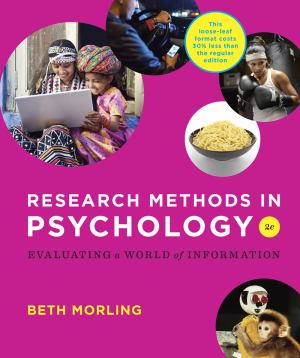 This
loose-leaf
format costs
30% less than
the regular
edition
RESEARCH METHODS IN
PSYCHOLOGY 2e
EVALUATING a WORLD of INFORMATION
BETH MORLING